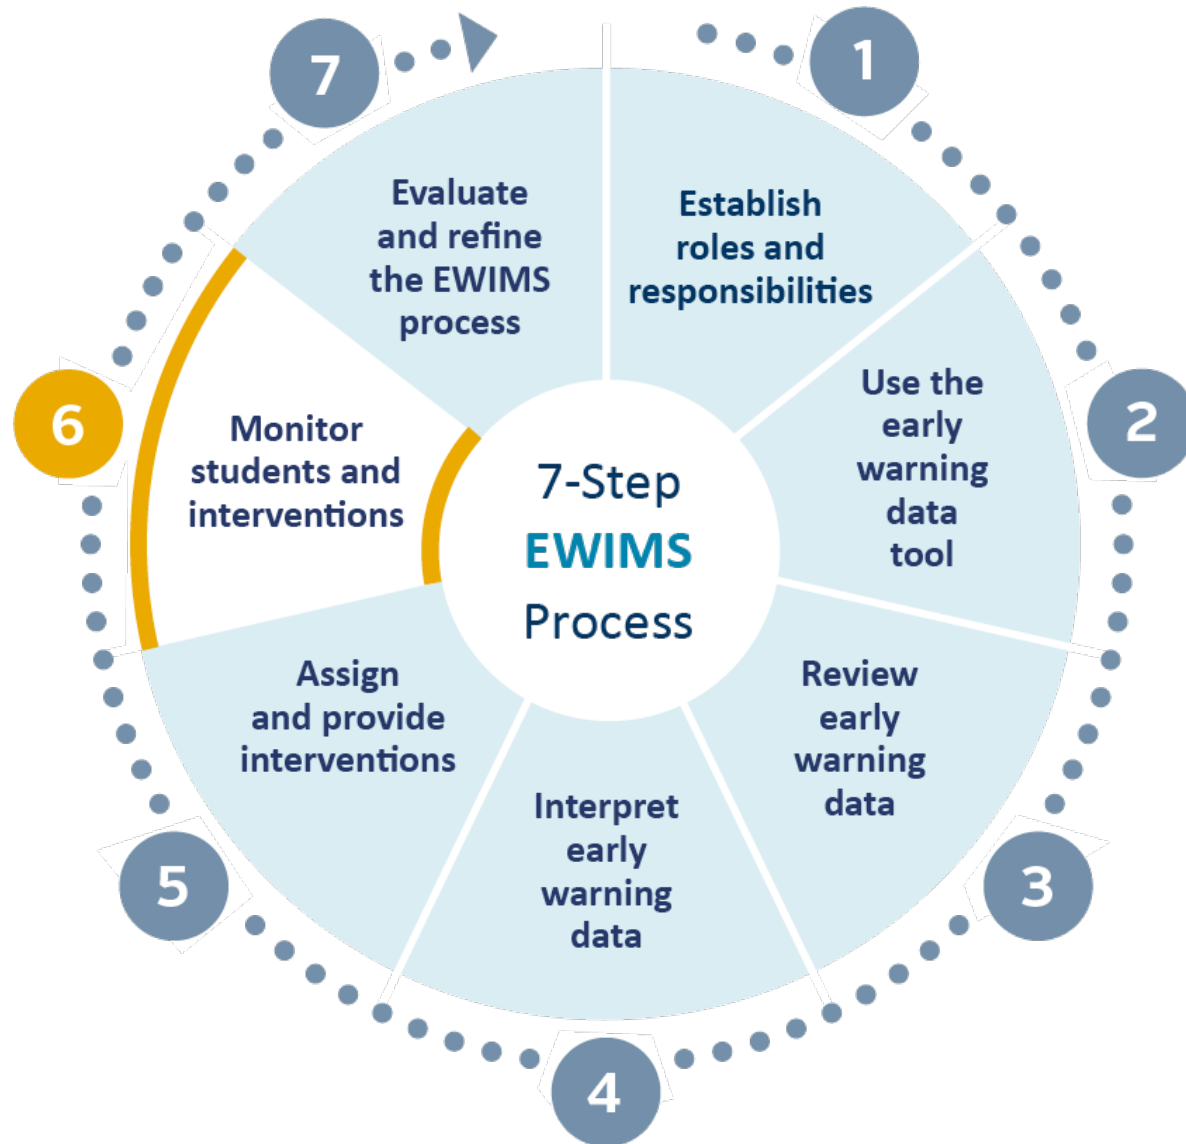 7-Step
EWIMS
Process
1
Establish
roles and
responsibilities
2
Use the
early
warning
data
tool
3
Review
early
warning
data
4
Interpret
early
warning
data
5
Assign
and provide
interventions
6
Monitor
students and
interventions
7
Evaluate
and refine
the EWIMS
process